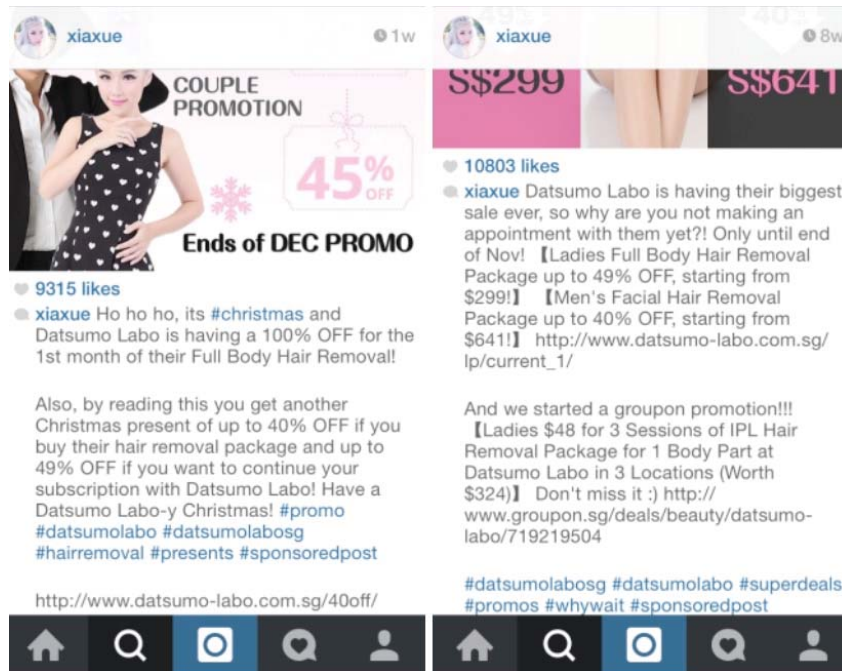 xiaxue
1w
COUPLE
PROMOTION
45%
OFF
Ends of DEC PROMO
9315 likes
xiaxue Ho ho ho, its #christmas and
Datsumo Labo is having a 100% OFF for the
1st month of their Full Body Hair Removal!
Also, by reading this you get another
Christmas present of up to 40% OFF if you
buy their hair removal package and up to
49% OFF if you want to continue your
subscription with Datsumo Labo! Have a
Datsumo Labo-y Christmas! #promo
#datsumolabo #datsumolabosg
#hairremoval #presents #sponsoredpost
http://www.datsumo-labo.com.sg/40off/
xiaxue
8w
49%
40%
S$299
S$641
10803 likes
xiaxue Datsumo Labo is having their biggest
sale ever, so why are you not making an
appointment with them yet?! Only until end
of Nov! 【Ladies Full Body Hair Removal
Package up to 49% OFF, starting from
$299!】 【Men's Facial Hair Removal
Package up to 40% OFF, starting from
$641!】 http://www.datsumo-labo.com.sg/
lp/current_1/
And we started a groupon promotion!!!
【Ladies $48 for 3 Sessions of IPL Hair
Removal Package for 1 Body Part at
Datsumo Labo in 3 Locations (Worth
$324)】 Don't miss it :) http://
www.groupon.sg/deals/beauty/datsumo-
labo/719219504
#datsumolabosg #datsumolabo #superdeals
#promos #whywait #sponsoredpost